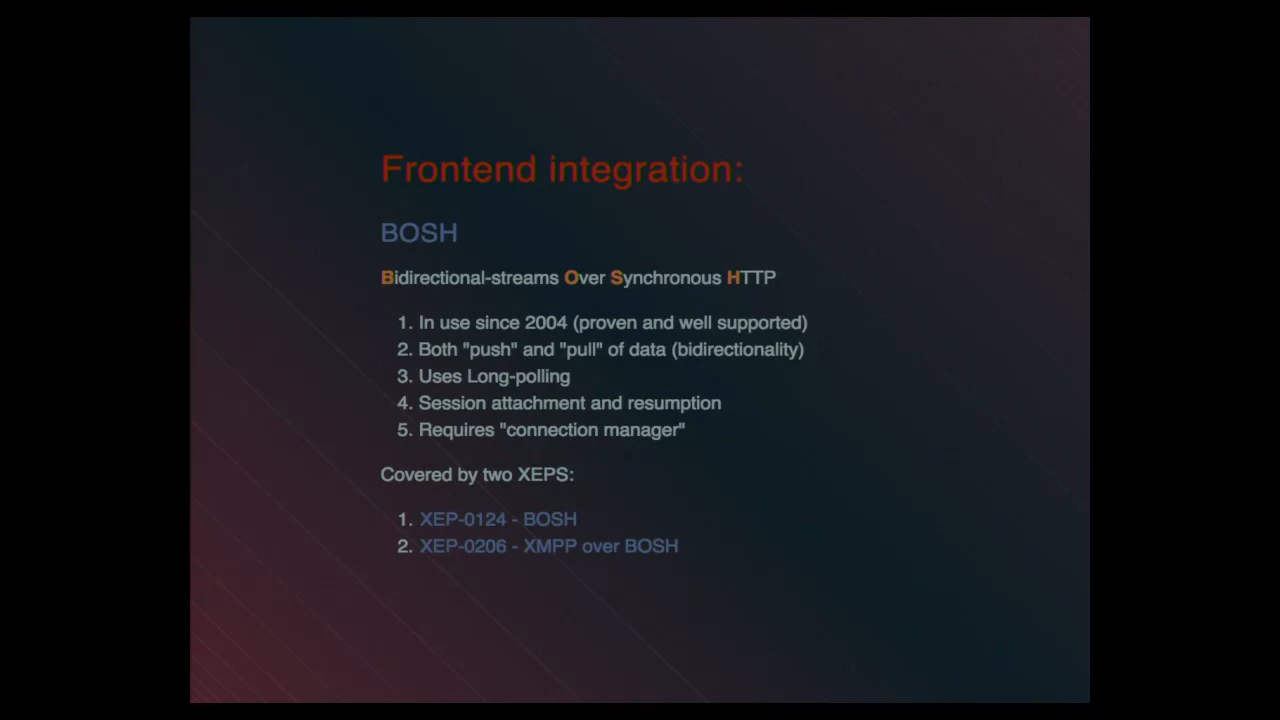 Frontend integration:
BOSH
Bidirectional-streams Over Synchronous HTTP
1. In use since 2004 (proven and well supported)
2. Both "push" and "pull" of data (bidirectionality)
3. Uses Long-polling
4. Session attachment and resumption
5. Requires "connection manager"
Covered by two XEPS:
1. XEP-0124 - BOSH
2. XEP-0206 - XMPP over BOSH